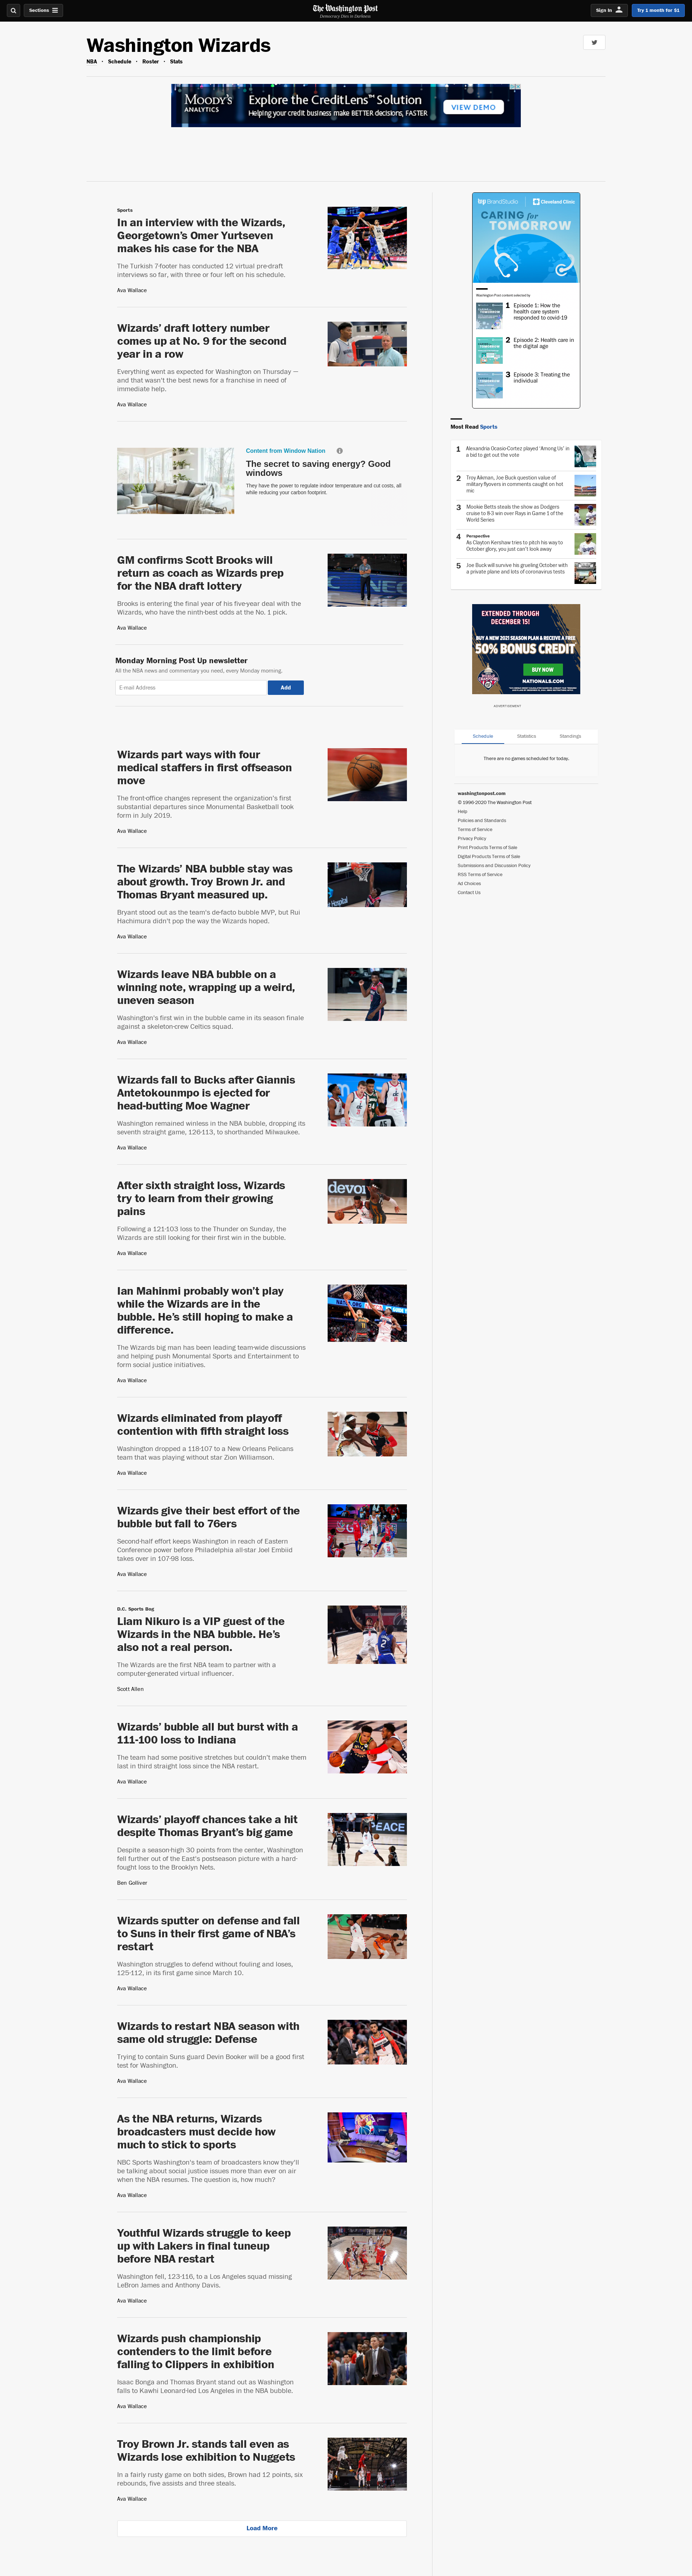 Sections
The Washington Post
Democracy Dies in Darkness
Sign In
Try 1 month for $1
Washington Wizards
NBA • Schedule • Roster • Stats
MOODY'S
ANALYTICS
Explore the CreditLens™ Solution
Helping your credit business make BETTER decisions, FASTER
VIEW DEMO
Sports
In an interview with the Wizards,
Georgetown's Omer Yurtseven
makes his case for the NBA
The Turkish 7-footer has conducted 12 virtual pre-draft
interviews so far, with three or four left on his schedule.
Ava Wallace
Wizards' draft lottery number
comes up at No. 9 for the second
year in a row
Everything went as expected for Washington on Thursday —
and that wasn't the best news for a franchise in need of
immediate help.
Ava Wallace
Content from Window Nation
The secret to saving energy? Good
windows
They have the power to regulate indoor temperature and cut costs, all
while reducing your carbon footprint.
GM confirms Scott Brooks will
return as coach as Wizards prep
for the NBA draft lottery
Brooks is entering the final year of his five-year deal with the
Wizards, who have the ninth-best odds at the No. 1 pick.
Ava Wallace
Monday Morning Post Up newsletter
All the NBA news and commentary you need, every Monday morning.
E-mail Address
Add
Wizards part ways with four
medical staffers in first offseason
move
The front-office changes represent the organization's first
substantial departures since Monumental Basketball took
form in July 2019.
Ava Wallace
The Wizards' NBA bubble stay was
about growth. Troy Brown Jr. and
Thomas Bryant measured up.
Bryant stood out as the team's de-facto bubble MVP, but Rui
Hachimura didn't pop the way the Wizards hoped.
Ava Wallace
Wizards leave NBA bubble on a
winning note, wrapping up a weird,
uneven season
Washington's first win in the bubble came in its season finale
against a skeleton-crew Celtics squad.
Ava Wallace
Wizards fall to Bucks after Giannis
Antetokounmpo is ejected for
head-butting Moe Wagner
Washington remained winless in the NBA bubble, dropping its
seventh straight game, 126-113, to shorthanded Milwaukee.
Ava Wallace
After sixth straight loss, Wizards
try to learn from their growing
pains
Following a 121-103 loss to the Thunder on Sunday, the
Wizards are still looking for their first win in the bubble.
Ava Wallace
Ian Mahinmi probably won't play
while the Wizards are in the
bubble. He's still hoping to make a
difference.
The Wizards big man has been leading team-wide discussions
and helping push Monumental Sports and Entertainment to
form social justice initiatives.
Ava Wallace
Wizards eliminated from playoff
contention with fifth straight loss
Washington dropped a 118-107 to a New Orleans Pelicans
team that was playing without star Zion Williamson.
Ava Wallace
Wizards give their best effort of the
bubble but fall to 76ers
Second-half effort keeps Washington in reach of Eastern
Conference power before Philadelphia all-star Joel Embiid
takes over in 107-98 loss.
Ava Wallace
D.C. Sports Bog
Liam Nikuro is a VIP guest of the
Wizards in the NBA bubble. He's
also not a real person.
The Wizards are the first NBA team to partner with a
computer-generated virtual influencer.
Scott Allen
Wizards' bubble all but burst with a
111-100 loss to Indiana
The team had some positive stretches but couldn't make them
last in third straight loss since the NBA restart.
Ava Wallace
Wizards' playoff chances take a hit
despite Thomas Bryant's big game
Despite a season-high 30 points from the center, Washington
fell further out of the East's postseason picture with a hard-
fought loss to the Brooklyn Nets.
Ben Golliver
Wizards sputter on defense and fall
to Suns in their first game of NBA's
restart
Washington struggles to defend without fouling and loses,
125-112, in its first game since March 10.
Ava Wallace
Wizards to restart NBA season with
same old struggle: Defense
Trying to contain Suns guard Devin Booker will be a good first
test for Washington.
Ava Wallace
As the NBA returns, Wizards
broadcasters must decide how
much to stick to sports
NBC Sports Washington's team of broadcasters know they'll
be talking about social justice issues more than ever on air
when the NBA resumes. The question is, how much?
Ava Wallace
Youthful Wizards struggle to keep
up with Lakers in final tuneup
before NBA restart
Washington fell, 123-116, to a Los Angeles squad missing
LeBron James and Anthony Davis.
Ava Wallace
Wizards push championship
contenders to the limit before
falling to Clippers in exhibition
Isaac Bonga and Thomas Bryant stand out as Washington
falls to Kawhi Leonard-led Los Angeles in the NBA bubble.
Ava Wallace
Troy Brown Jr. stands tall even as
Wizards lose exhibition to Nuggets
In a fairly rusty game on both sides, Brown had 12 points, six
rebounds, five assists and three steals.
Ava Wallace
Load More
wp BrandStudio
Cleveland Clinic
CARING for
TOMORROW
Washington Post content selected by
1 Episode 1: How the
health care system
responded to covid-19
2 Episode 2: Health care in
the digital age
3 Episode 3: Treating the
individual
Most Read Sports
1 Alexandria Ocasio-Cortez played 'Among Us' in
a bid to get out the vote
2 Troy Aikman, Joe Buck question value of
military flyovers in comments caught on hot
mic
3 Mookie Betts steals the show as Dodgers
cruise to 8-3 win over Rays in Game 1 of the
World Series
4 Perspective
As Clayton Kershaw tries to pitch his way to
October glory, you just can't look away
5 Joe Buck will survive his grueling October with
a private plane and lots of coronavirus tests
EXTENDED THROUGH
DECEMBER 15!
BUY A NEW 2021 SEASON PLAN & RECEIVE A FREE
50% BONUS CREDIT
BUY NOW
NATIONALS.COM
ADVERTISEMENT
Schedule
Statistics
Standings
There are no games scheduled for today.
washingtonpost.com
© 1996-2020 The Washington Post
Help
Policies and Standards
Terms of Service
Privacy Policy
Print Products Terms of Sale
Digital Products Terms of Sale
Submissions and Discussion Policy
RSS Terms of Service
Ad Choices
Contact Us